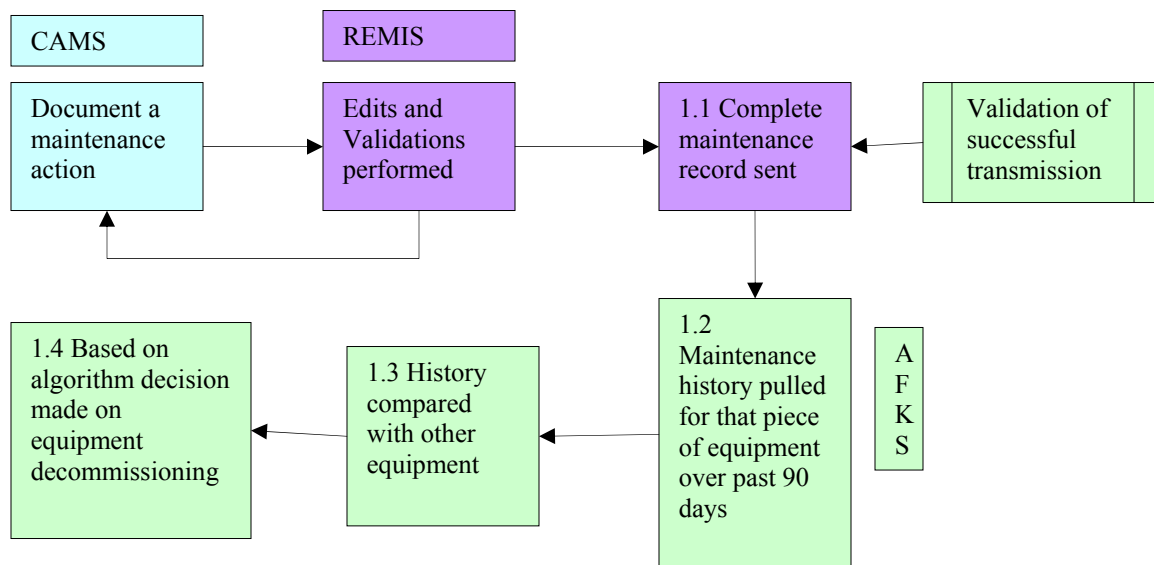 CAMS
REMIS
Document a
maintenance
action
Edits and
Validations
performed
1.1 Complete
maintenance
record sent
Validation of
successful
transmission
1.4 Based on
algorithm decision
made on
equipment
decommissioning
1.3 History
compared
with other
equipment
1.2
Maintenance
history pulled
for that piece
of equipment
over past 90
days
A
F
K
S